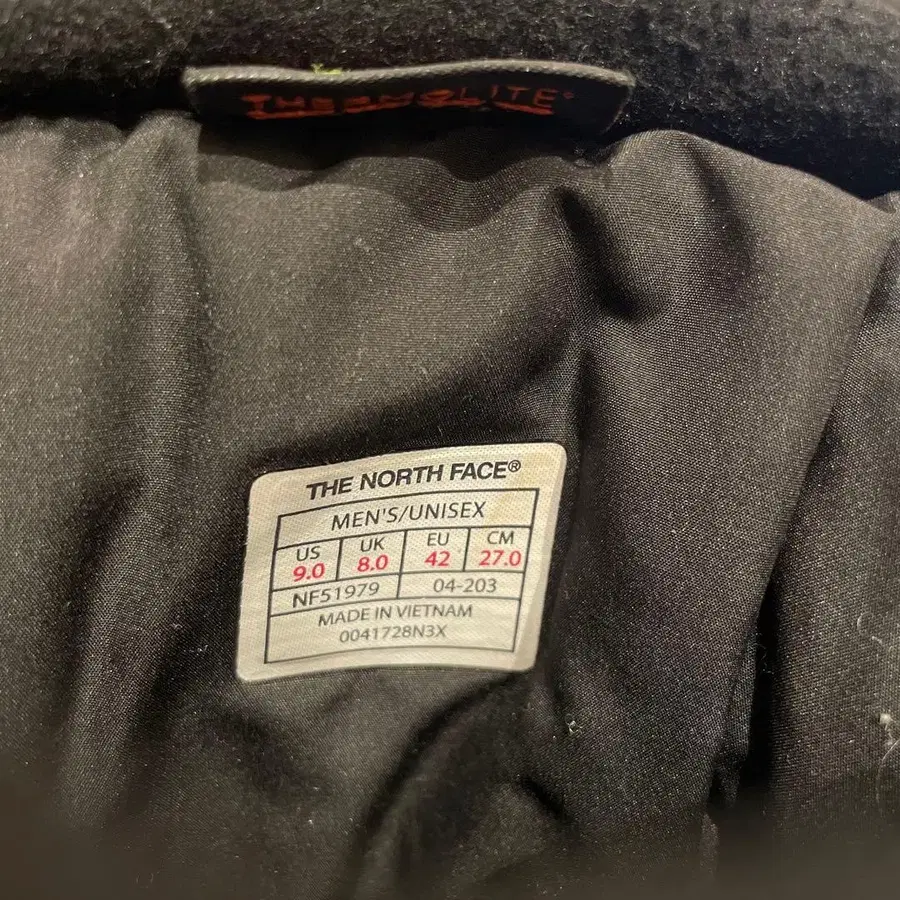 THERMOLITE®
THE NORTH FACE®
MEN'S/UNISEX
US UK EU CM
9.0 8.0 42 27.0
NF51979 04-203
MADE IN VIETNAM
0041728N3X